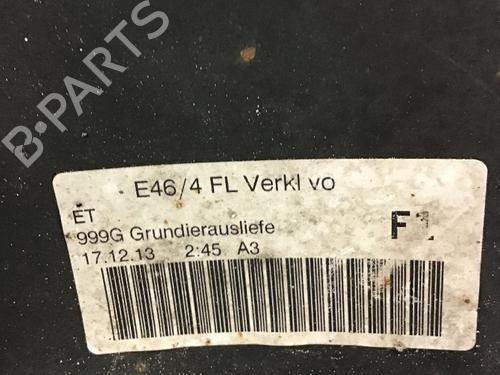 B-PARTS
E46/4 FL Verkl vo
ET
999G Grundierausliefe
F1
17.12.13 2:45 A3